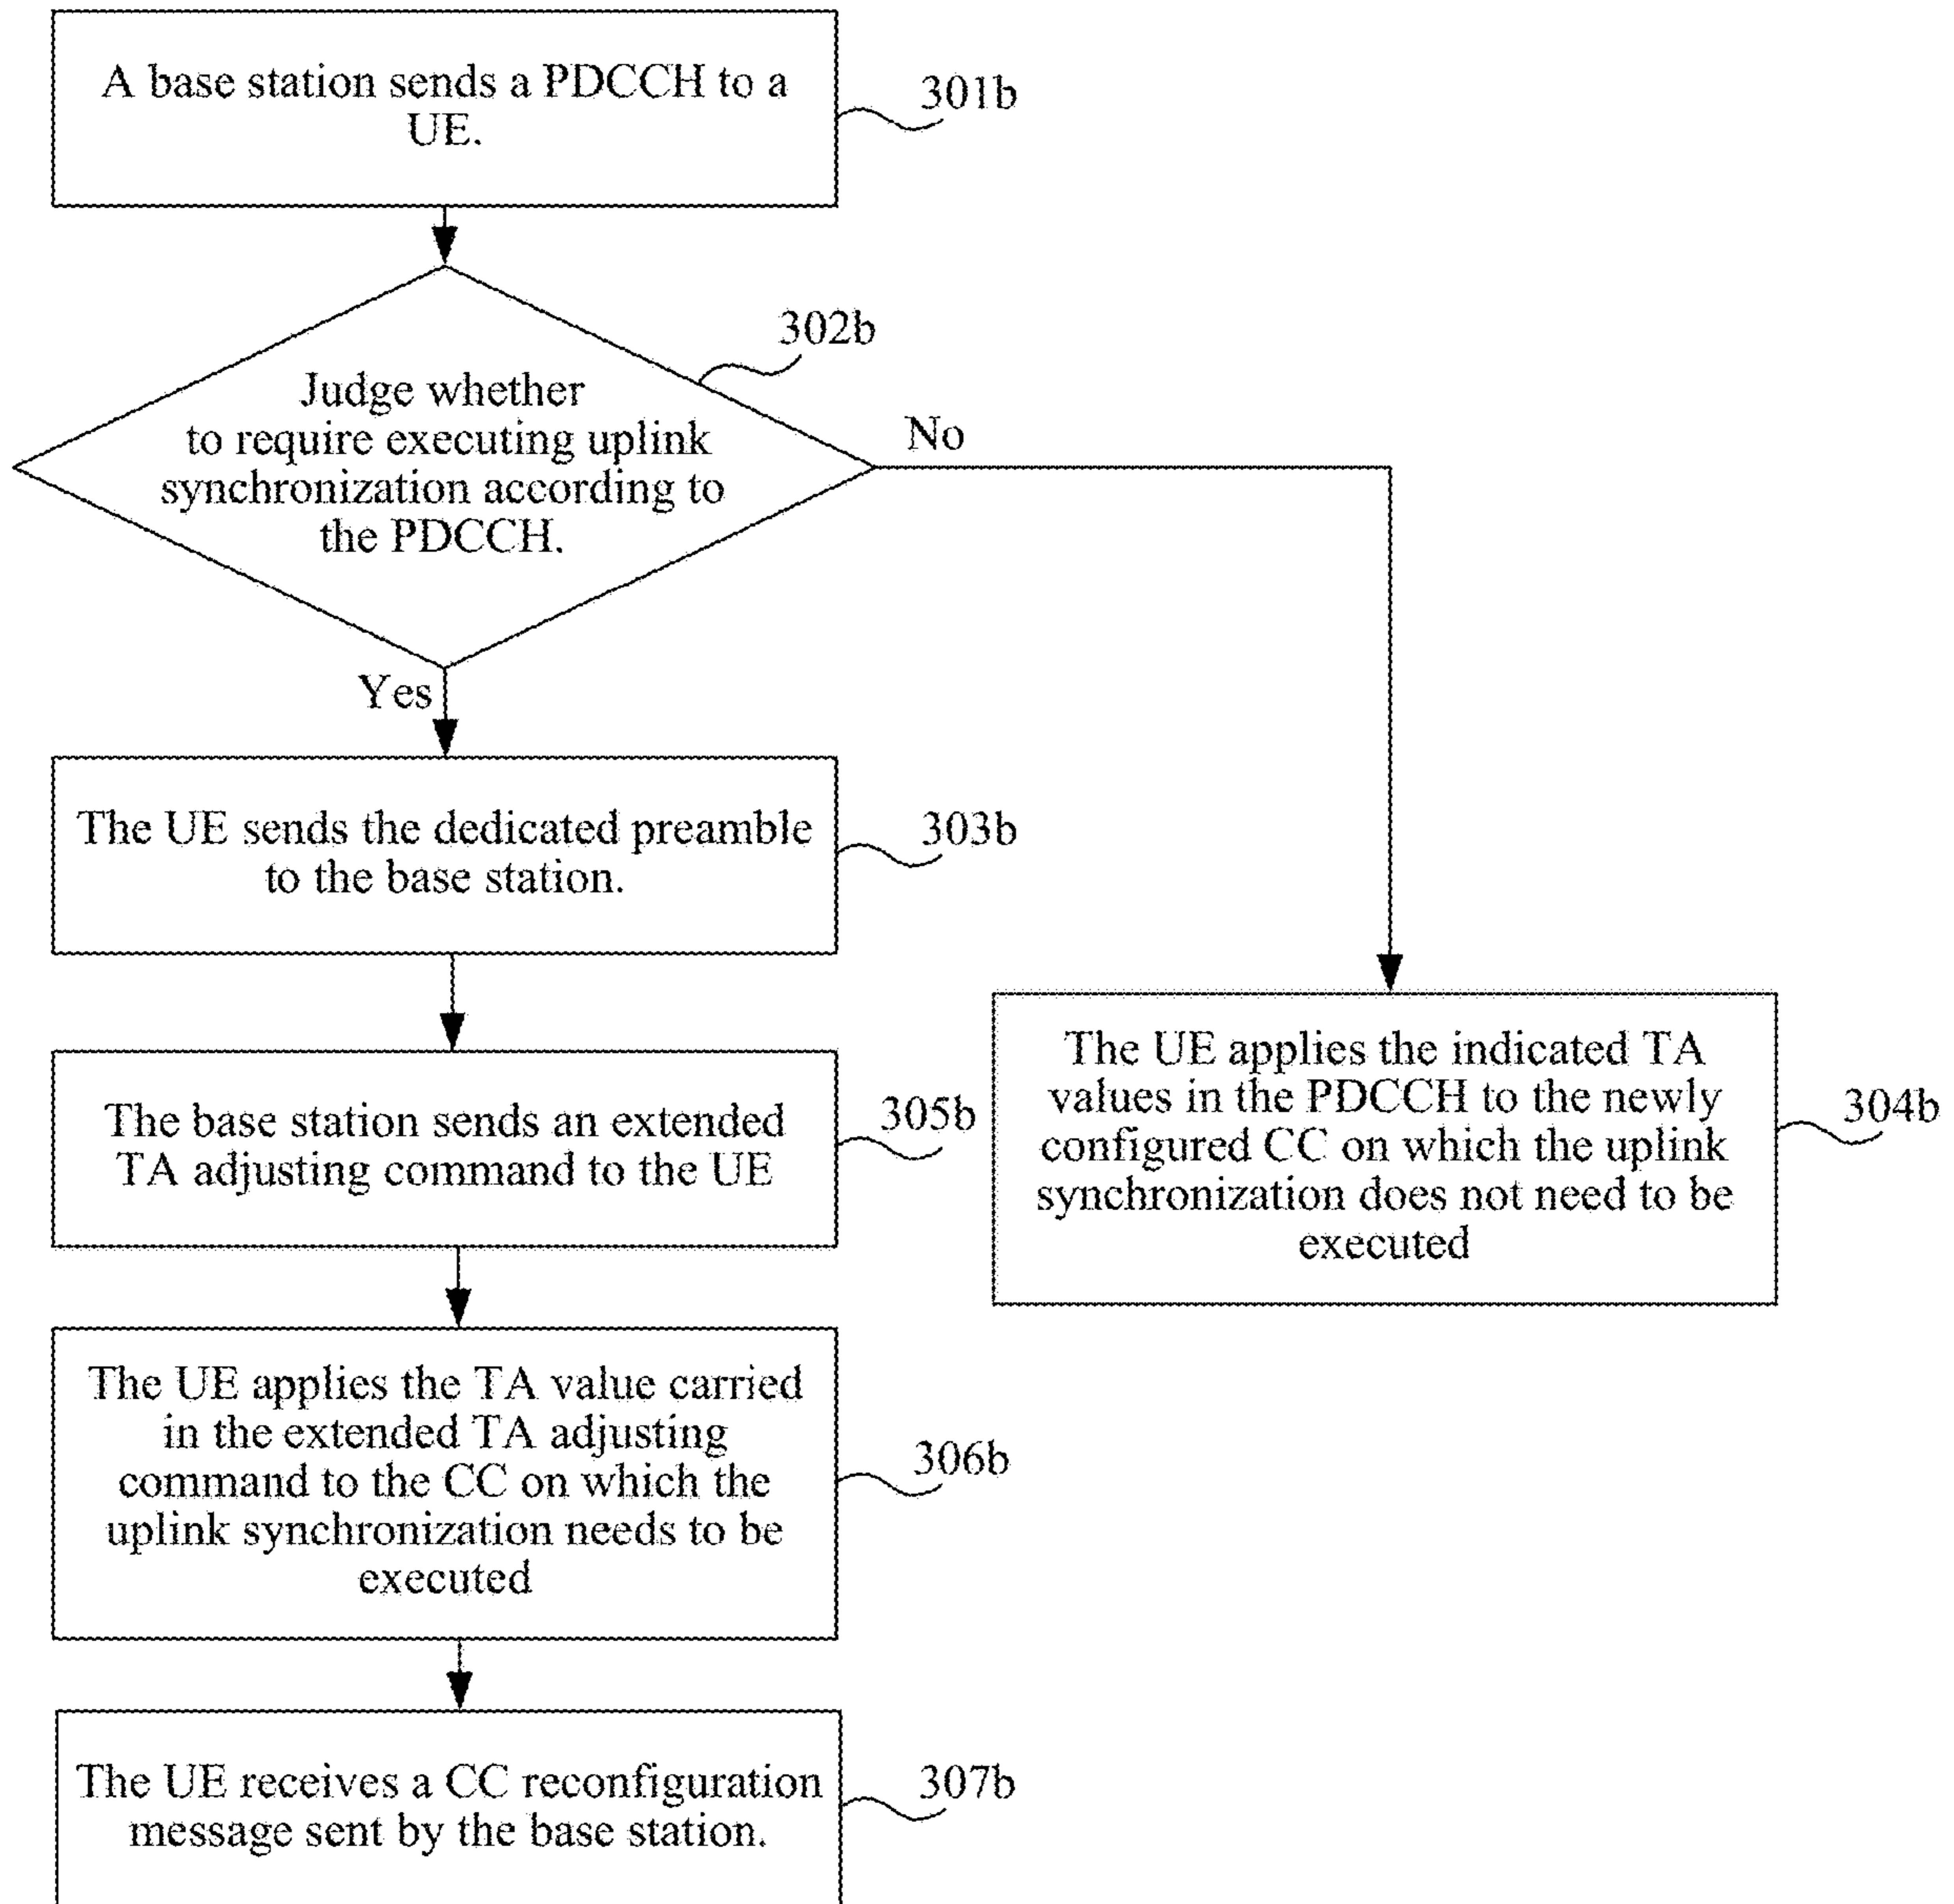 A base station sends a PDCCH to a
UE.
301b
302b
Judge whether
to require executing uplink
synchronization according to
the PDCCH.
No
Yes
The UE sends the dedicated preamble
to the base station.
303b
The base station sends an extended
TA adjusting command to the UE
305b
The UE applies the indicated TA
values in the PDCCH to the newly
configured CC on which the uplink
synchronization does not need to be
executed
304b
The UE applies the TA value carried
in the extended TA adjusting
command to the CC on which the
uplink synchronization needs to be
executed
306b
The UE receives a CC reconfiguration
message sent by the base station.
307b